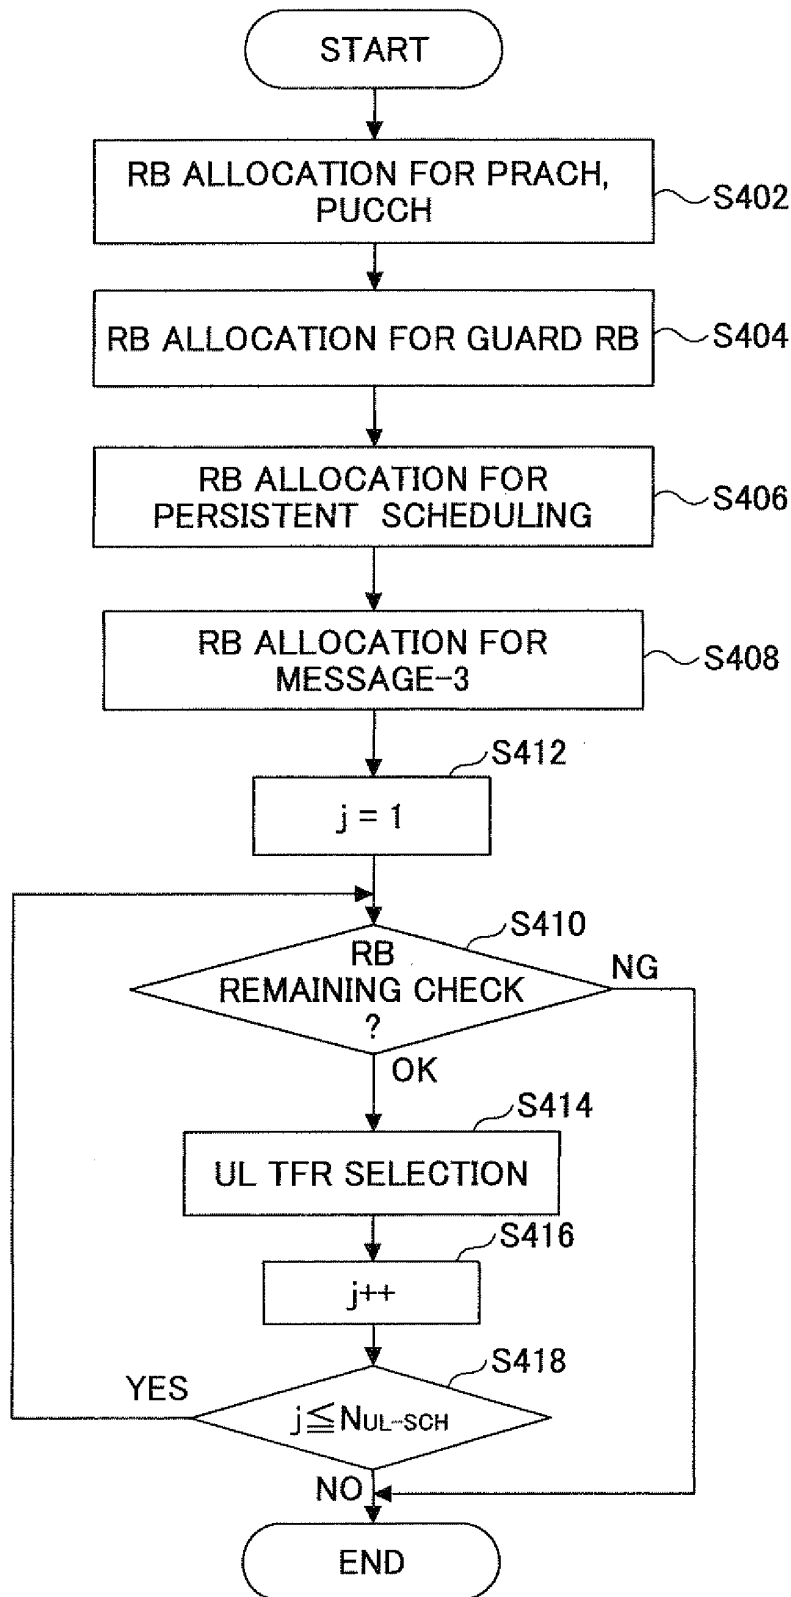 START
RB ALLOCATION FOR PRACH,
PUCCH
S402
RB ALLOCATION FOR GUARD RB
S404
RB ALLOCATION FOR
PERSISTENT SCHEDULING
S406
RB ALLOCATION FOR
MESSAGE-3
S408
S412
j = 1
S410
RB
REMAINING CHECK
?
NG
OK
S414
UL TFR SELECTION
S416
j++
S418
YES
j≦NUL-SCH
NO
END